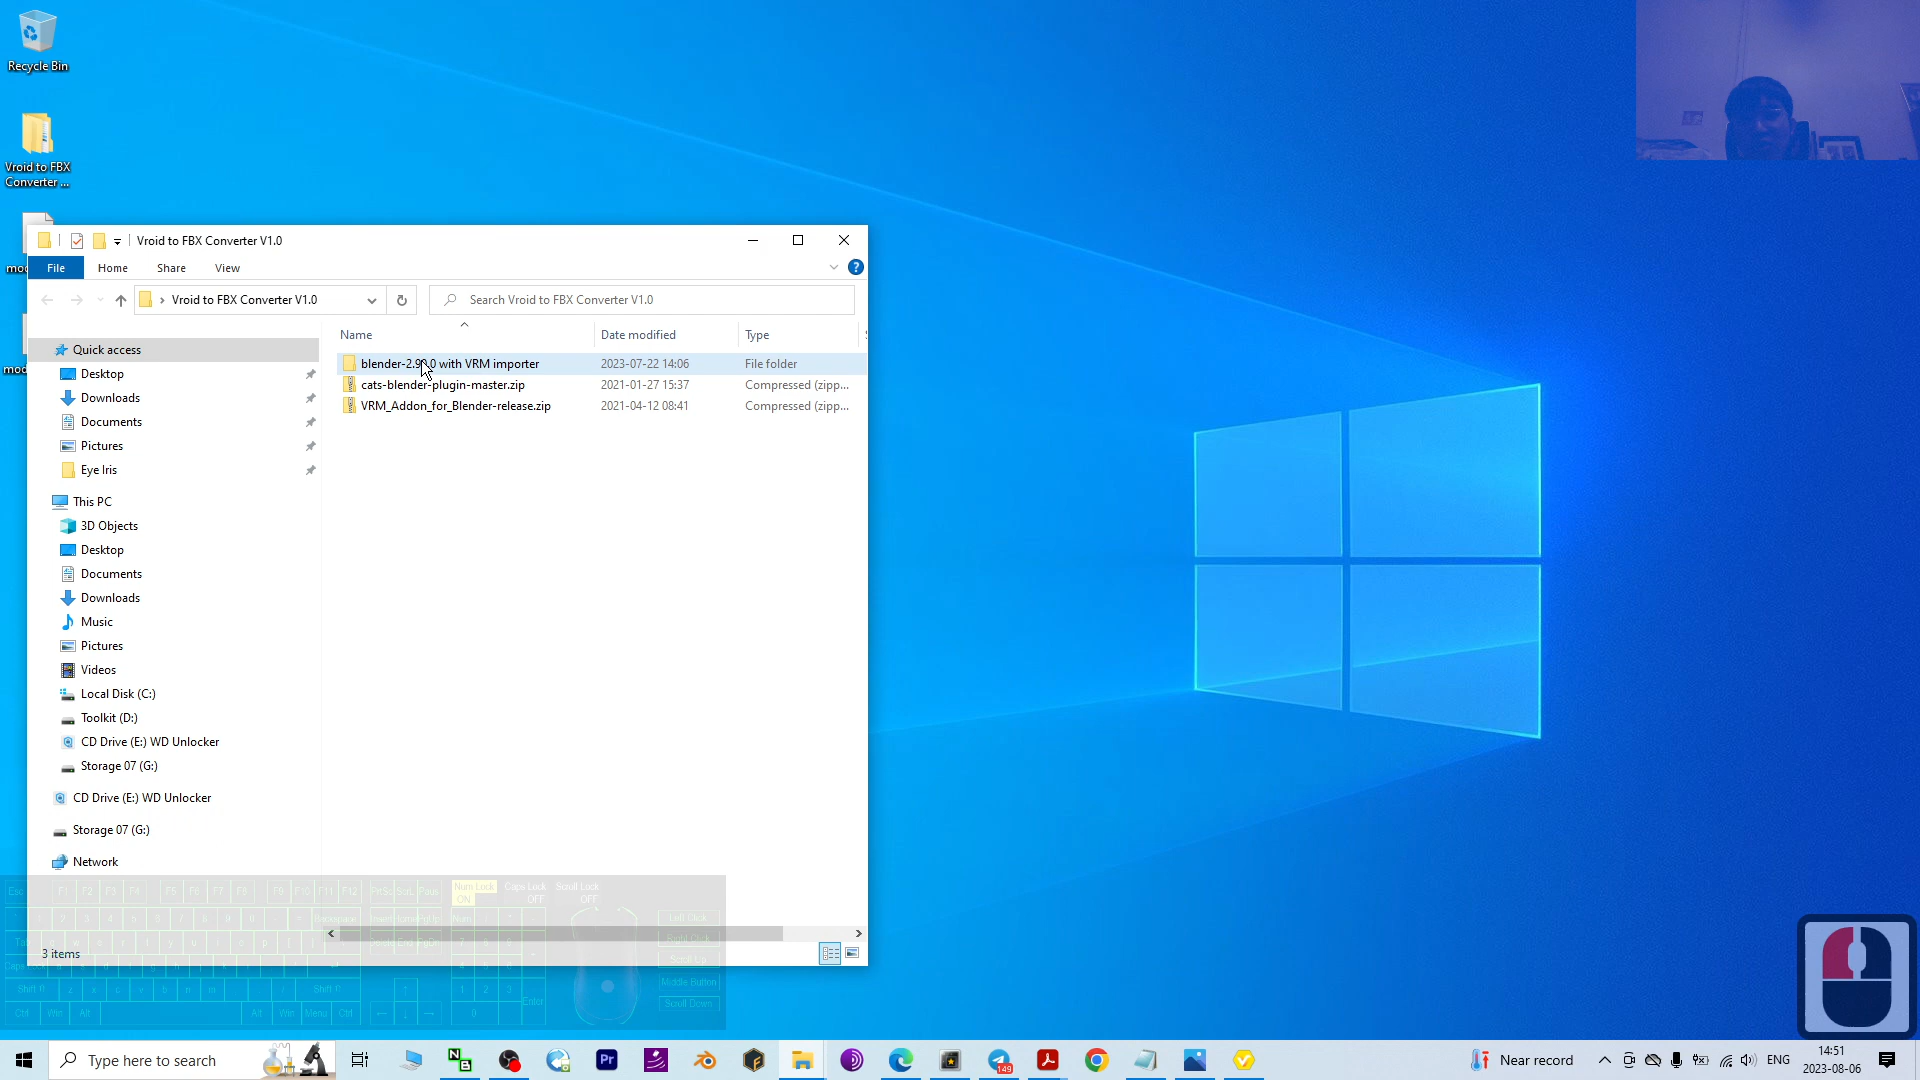 Recycle Bin
Vroid to FBX
Converter ...
Vroid to FBX Converter V1.0
File
Home
Share
View
Vroid to FBX Converter V1.0
Search Vroid to FBX Converter V1.0
Name
Date modified
Type
Quick access
Desktop
Downloads
Documents
Pictures
Eye Iris
This PC
3D Objects
Desktop
Documents
Downloads
Music
Pictures
Videos
Local Disk (C:)
Toolkit (D:)
CD Drive (E:) WD Unlocker
Storage 07 (G:)
CD Drive (E:) WD Unlocker
Storage 07 (G:)
Network
blender-2.90.0 with VRM importer
2023-07-22 14:06
File folder
cats-blender-plugin-master.zip
2021-01-27 15:37
Compressed (zipp...
VRM_Addon_for_Blender-release.zip
2021-04-12 08:41
Compressed (zipp...
3 items
Num Lock
ON
Caps Lock
OFF
Scroll Lock
OFF
Left Click
Right Click
Scroll Up
Middle Button
Scroll Down
Type here to search
149
Near record
ENG
14:51
2023-08-06